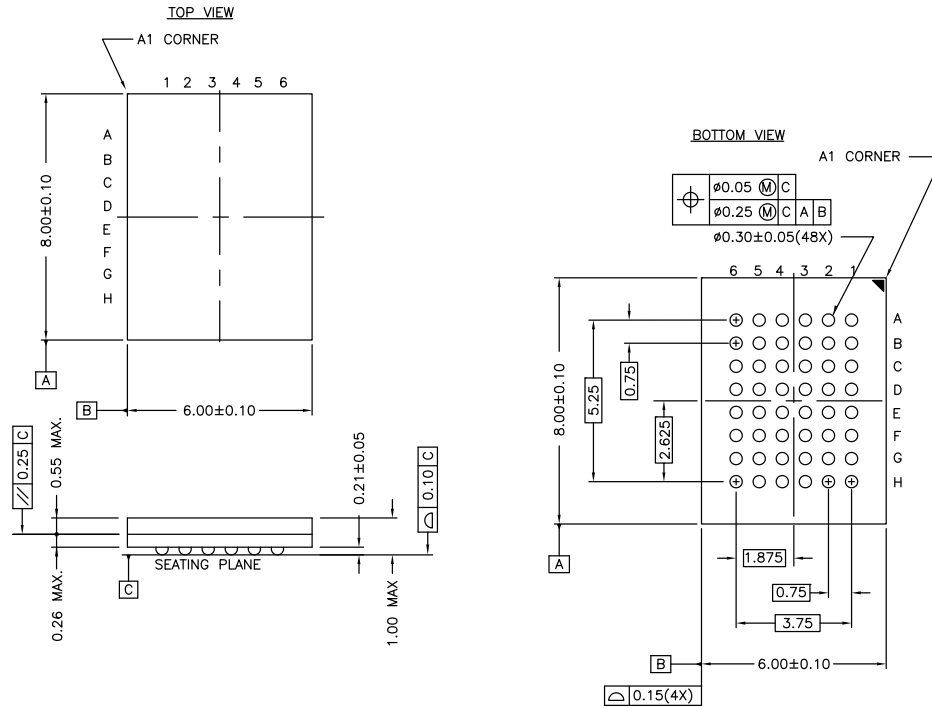 TOP VIEW
A1 CORNER
1 2 3 4 5 6
A
B
C
D
E
F
G
H
8.00±0.10
A
B
6.00±0.10
// 0.25 C
0.55 MAX.
0.26 MAX.
0.21±0.05
0.10 C
SEATING PLANE
C
1.00 MAX
BOTTOM VIEW
A1 CORNER
ø0.05 Ⓜ C
ø0.25 Ⓜ C A B
ø0.30±0.05(48X)
6 5 4 3 2 1
A
B
C
D
E
F
G
H
8.00±0.10
5.25
0.75
2.625
A
1.875
0.75
3.75
B
6.00±0.10
0.15(4X)